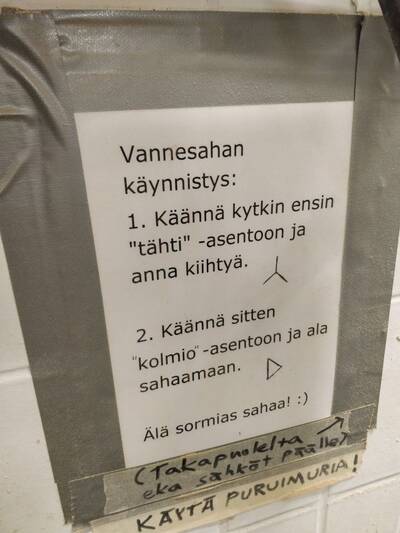 Vannesahan
käynnistys:
1. Käännä kytkin ensin
"tähti" -asentoon ja
anna kiihtyä.
2. Käännä sitten
"kolmio" -asentoon ja ala
sahaamaan.
Älä sormias sahaa! :)
(Takapuolelta
eka sähköt päälle)
KÄYTÄ PURUIMURIA!